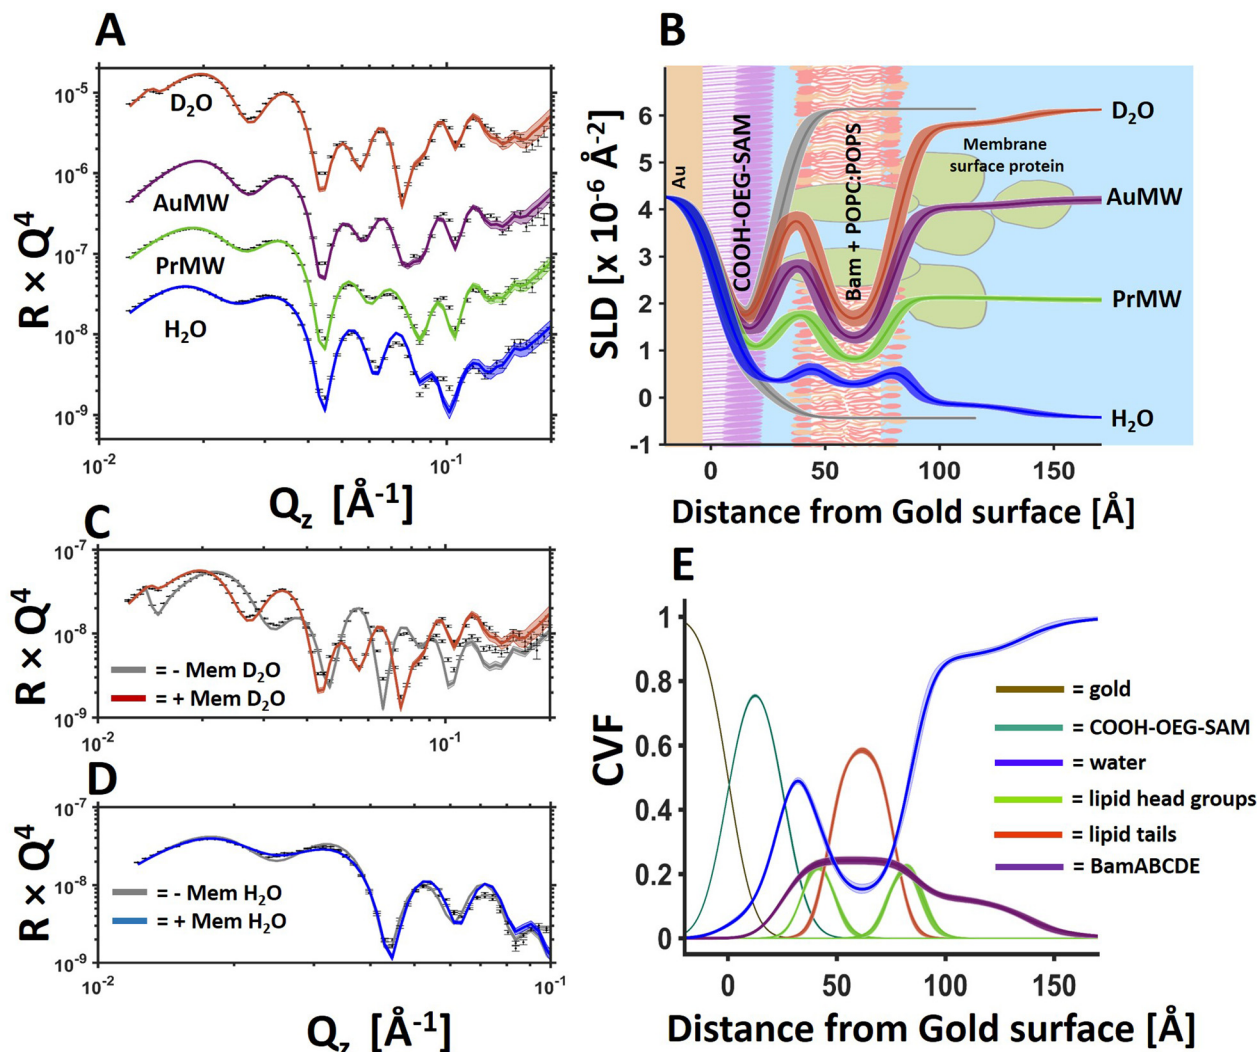 A
10⁻⁵
10⁻⁶
10⁻⁷
10⁻⁸
10⁻⁹
R × Q⁴
D₂O
AuMW
PrMW
H₂O
10⁻²
10⁻¹
Q_z [Å⁻¹]
B
SLD [x 10⁻⁶ Å⁻²]
6
5
4
3
2
1
0
-1
Au
COOH-OEG-SAM
Bam + POPC:POPS
Membrane
surface protein
D₂O
AuMW
PrMW
H₂O
0
50
100
150
Distance from Gold surface [Å]
C
10⁻⁷
10⁻⁸
10⁻⁹
R × Q⁴
= - Mem D₂O
= + Mem D₂O
10⁻²
10⁻¹
D
10⁻⁷
10⁻⁸
10⁻⁹
R × Q⁴
= - Mem H₂O
= + Mem H₂O
10⁻²
10⁻¹
Q_z [Å⁻¹]
E
CVF
1
0.8
0.6
0.4
0.2
0
= gold
= COOH-OEG-SAM
= water
= lipid head groups
= lipid tails
= BamABCDE
0
50
100
150
Distance from Gold surface [Å]